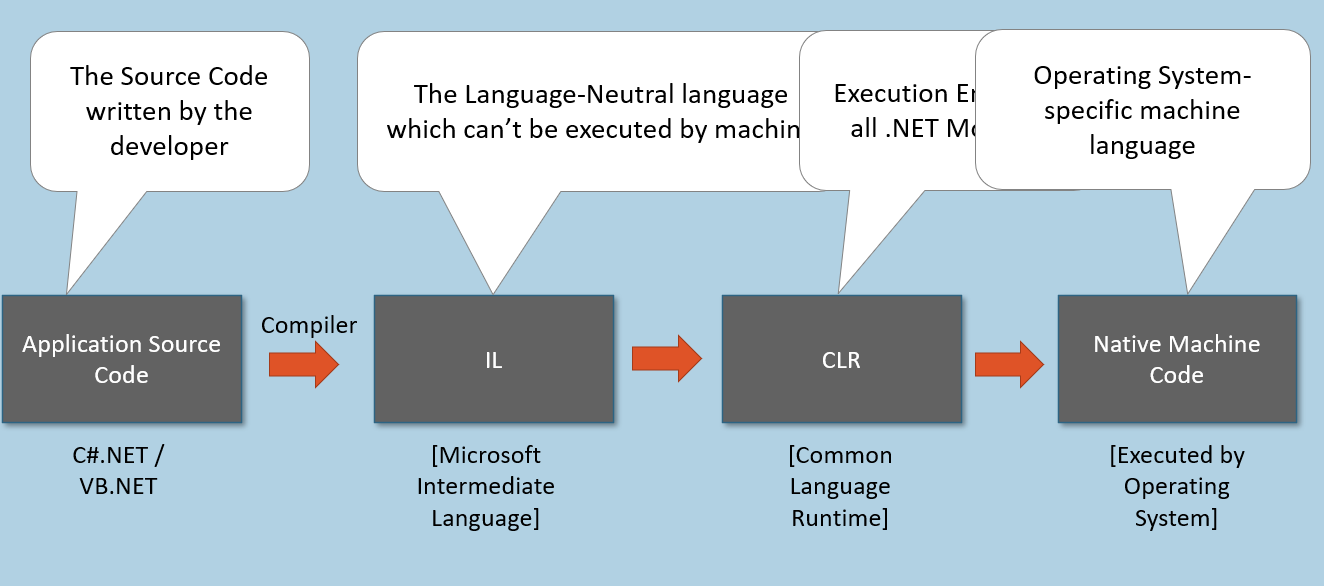 The Source Code
written by the
developer
The Language-Neutral language
which can't be executed by
Execution
all .NET
Operating System-
specific machine
language
Application Source
Code
Compiler
IL
CLR
Native Machine
Code
C#.NET /
VB.NET
[Microsoft
Intermediate
Language]
[Common
Language
Runtime]
[Executed by
Operating
System]